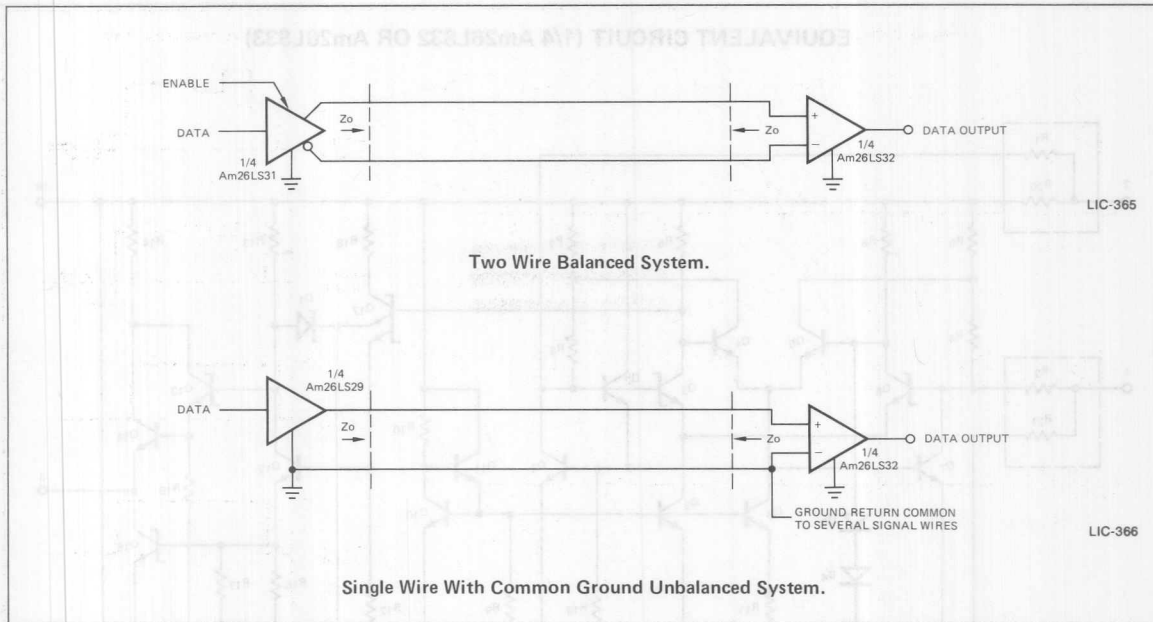 EQUIVALENT CIRCUIT (1/4 Am26LS32 OR Am26LS33)
ENABLE
DATA
Zo
Zo
+
−
DATA OUTPUT
1/4
Am26LS31
1/4
Am26LS32
LIC-365
Two Wire Balanced System.
1/4
Am26LS29
DATA
Zo
Zo
+
−
DATA OUTPUT
1/4
Am26LS32
GROUND RETURN COMMON
TO SEVERAL SIGNAL WIRES
LIC-366
Single Wire With Common Ground Unbalanced System.